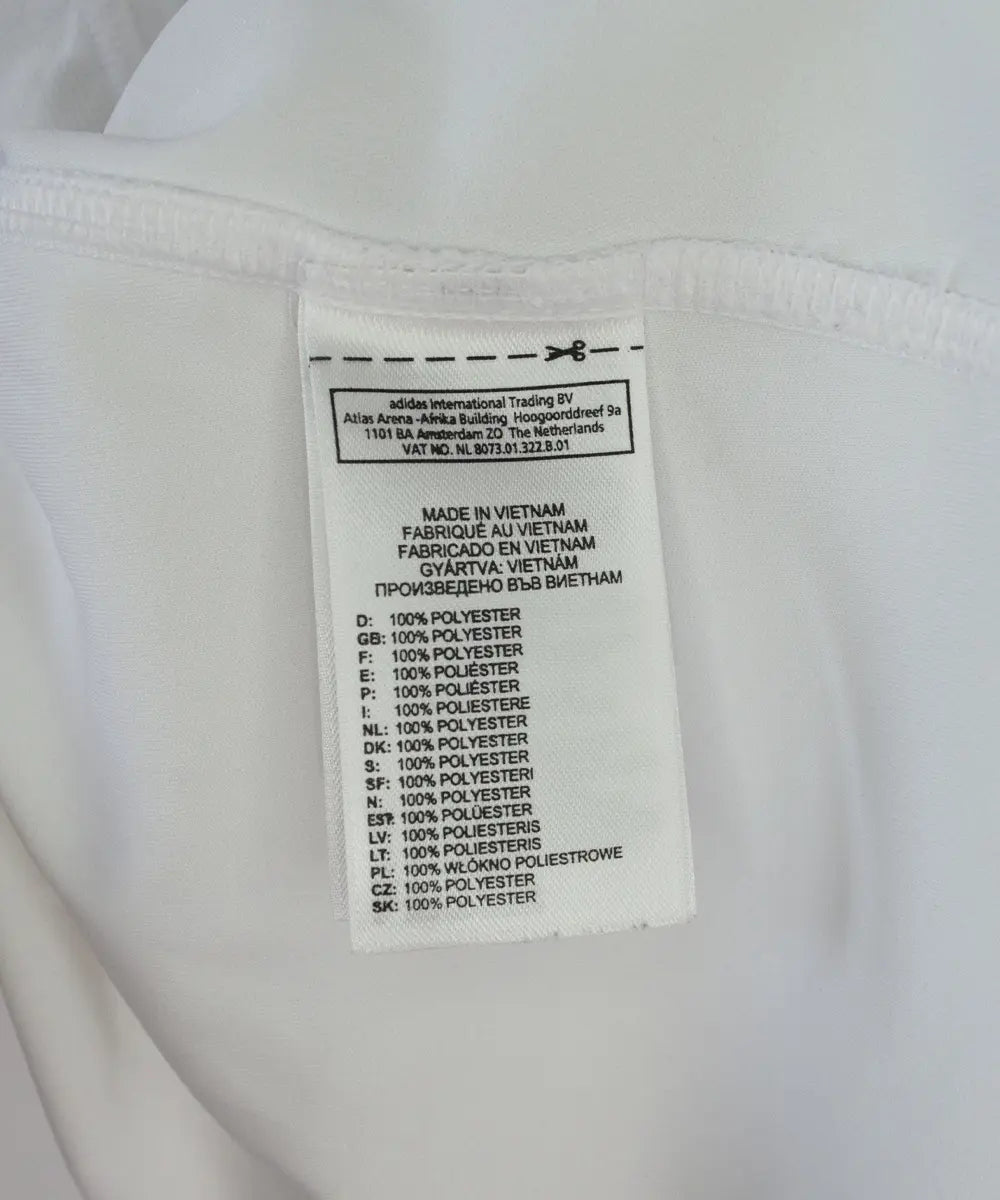 adidas International Trading BV
Atlas Arena -Afrika Building Hoogoorddreef 9a
1101 BA Amsterdam ZO The Netherlands
VAT NO. NL 8073.01.322.B.01
MADE IN VIETNAM
FABRIQUÉ AU VIETNAM
FABRICADO EN VIETNAM
GYÁRTVA: VIETNÁM
ПРОИЗВЕДЕНО ВЪВ ВИЕТНАМ
D: 100% POLYESTER
GB: 100% POLYESTER
F: 100% POLYESTER
E: 100% POLIÉSTER
P: 100% POLIÉSTER
I: 100% POLIESTERE
NL: 100% POLYESTER
DK: 100% POLYESTER
S: 100% POLYESTER
SF: 100% POLYESTERI
N: 100% POLYESTER
EST: 100% POLÜESTER
LV: 100% POLIESTERIS
LT: 100% POLIESTERIS
PL: 100% WŁÓKNO POLIESTROWE
CZ: 100% POLYESTER
SK: 100% POLYESTER